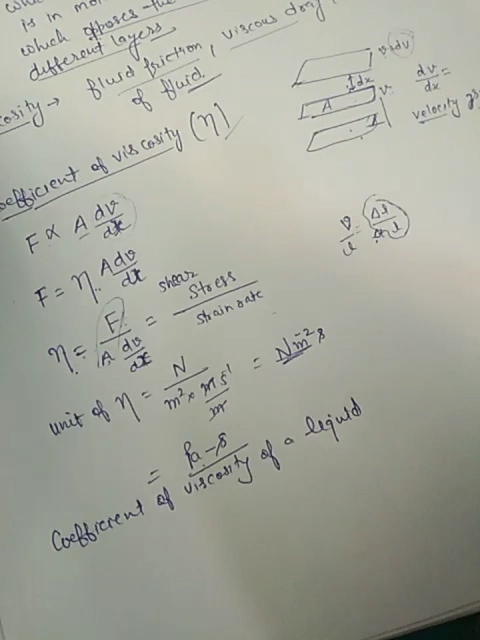 is in mo
which opposes the
different layers
cosity → fluid friction, viscous drag,
of fluid.
v+dv
dx
v
A
dv/dx =
velocity g
oefficient of viscosity (η)
F ∝ A dv/dx
F = η. A dv/dx
η = F / A dv/dx = shear stress / strain rate
v/l = Δl/Δt l
unit of η = N / m² × m s⁻¹/m = N m⁻² s
= Pa-s
Coefficient of viscosity of a liquid